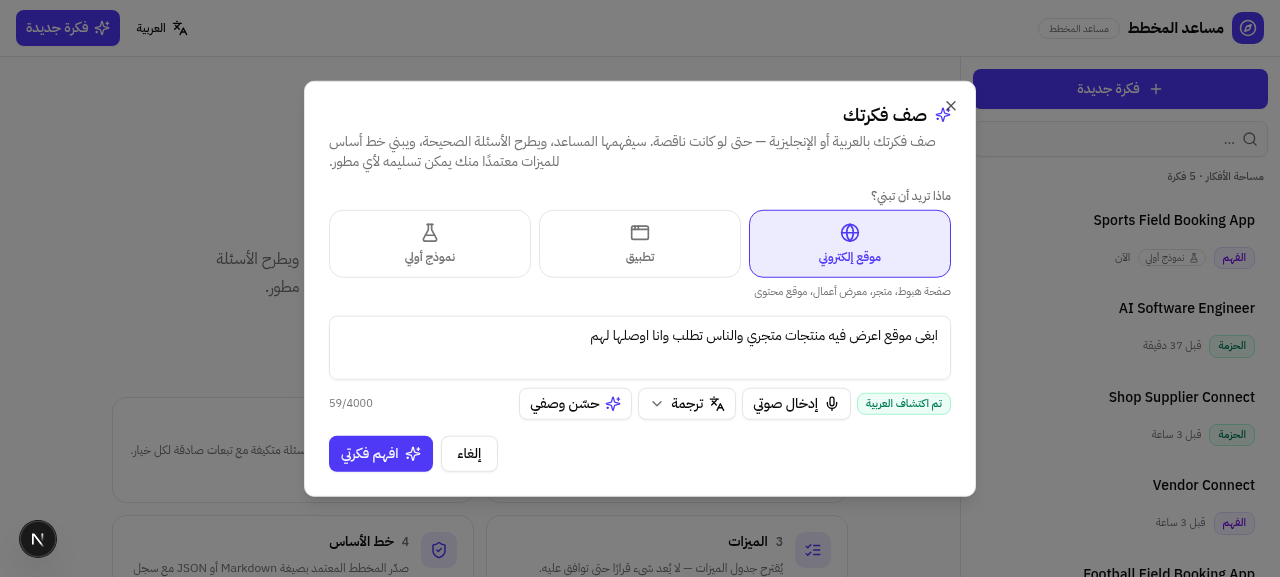 مساعد المخطط
مساعد المخطط
العربية
فكرة جديدة
فكرة جديدة
...
مساحة الأفكار · 5 فكرة
Sports Field Booking App
الفهم
نموذج أولي
الآن
AI Software Engineer
الحزمة
قبل 37 دقيقة
Shop Supplier Connect
الحزمة
قبل 3 ساعة
Vendor Connect
الفهم
قبل 3 ساعة
Football Field Booking App
صف فكرتك
صف فكرتك بالعربية أو الإنجليزية — حتى لو كانت ناقصة. سيفهمها المساعد، ويطرح الأسئلة الصحيحة، ويبني خط أساس
للميزات معتمدًا منك يمكن تسليمه لأي مطور.
ماذا تريد أن تبني؟
موقع إلكتروني
تطبيق
نموذج أولي
صفحة هبوط، متجر، معرض أعمال، موقع محتوى
ابغى موقع اعرض فيه منتجات متجري والناس تطلب وانا اوصلها لهم
تم اكتشاف العربية
إدخال صوتي
ترجمة
حسّن وصفي
59/4000
إلغاء
افهم فكرتي
ويطرح الأسئلة
مطور.
سئلة متكيفة مع تبعات صادقة لكل خيار.
3 الميزات
يُقترح جدول الميزات — لا يُعد شيء قرارًا حتى توافق عليه.
4 خط الأساس
صدّر المخطط المعتمد بصيغة Markdown أو JSON مع سجل
N